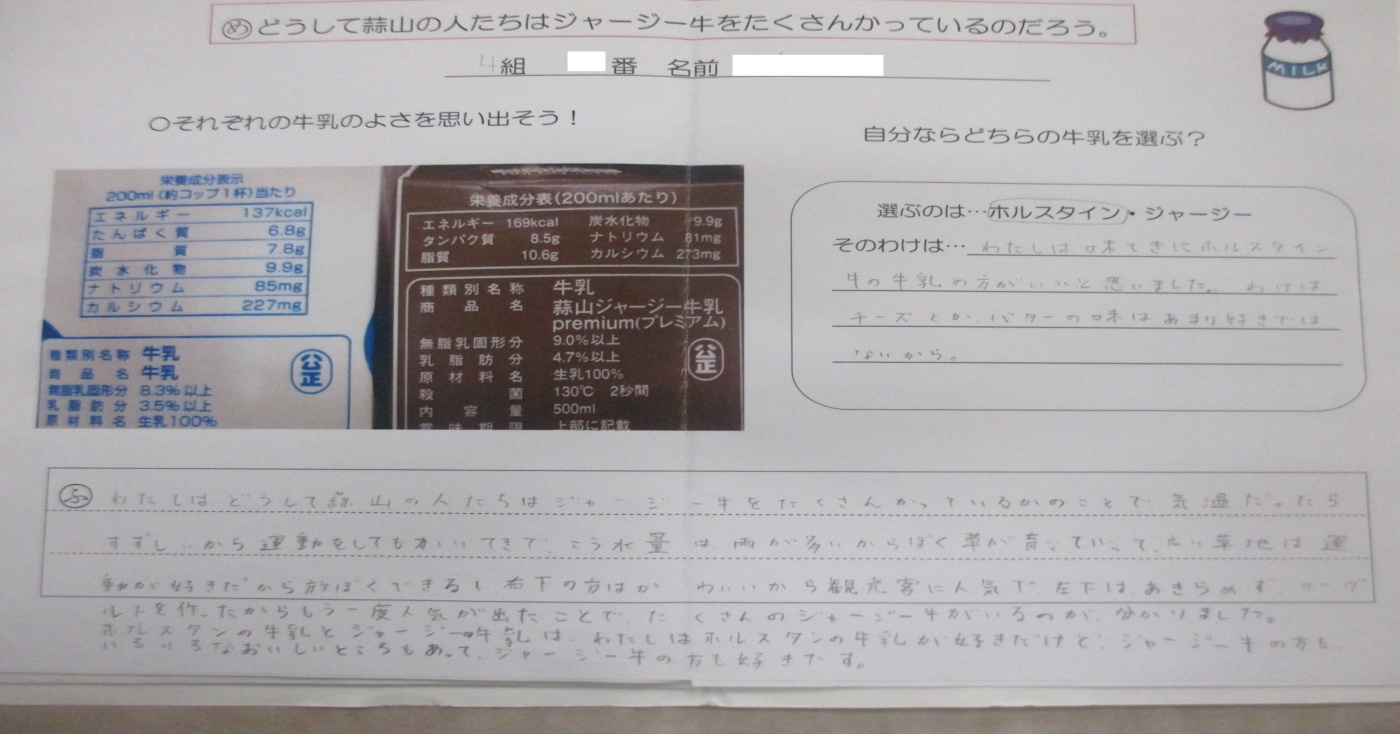 めどうして蒜山の人たちはジャージー牛をたくさんかっているのだろう。
4組 番 名前
MILK
〇それぞれの牛乳のよさを思い出そう！
自分ならどちらの牛乳を選ぶ？
栄養成分表示
200ml(約コップ1杯)当たり
エネルギー 137kcal
たんぱく質 6.8g
脂質 7.8g
炭水化物 9.9g
ナトリウム 85mg
カルシウム 227mg
種類別名称 牛乳
商品名 牛乳
無脂乳固形分 8.3%以上
乳脂肪分 3.5%以上
原材料名 生乳100%
公正
栄養成分表(200mlあたり)
エネルギー 169kcal 炭水化物 9.9g
タンパク質 8.5g ナトリウム 81mg
脂質 10.6g カルシウム 273mg
種類別名称 牛乳
商品名 蒜山ジャージー牛乳
premium(プレミアム)
無脂乳固形分 9.0%以上
乳脂肪分 4.7%以上
原材料名 生乳100%
殺菌 130℃ 2秒間
内容量 500ml
賞味期限 上部に記載
公正
選ぶのは…ホルスタイン・ジャージー
そのわけは…わたしは味てきにホルスタイン
牛の牛乳の方がいいと思いました。わけは
チーズとかバターの味はあまり好きでは
ないから。
ふ わたしはどうして蒜山の人たちはジャージー牛をたくさんかっているかのことで、気温だったら
すずしいから運動をしても かいてきで、こう水量は、雨が多いからぼく草が育っていって、広い草地は、運
動が好きだから放ぼくできるし、右下の方はかわいいから観光客に人気で、左下は、あきらめず、ヨーグ
ルトを作ったからもう一度人気が出たことで、たくさんのジャージー牛がいるのが、分かりました。
ホルスタンの牛乳とジャージーの牛乳は、わたしはホルスタンの牛乳が好きだけど、ジャージー牛の方も、
いろいろなおいしいところもあって、ジャージー牛の方も好きです。